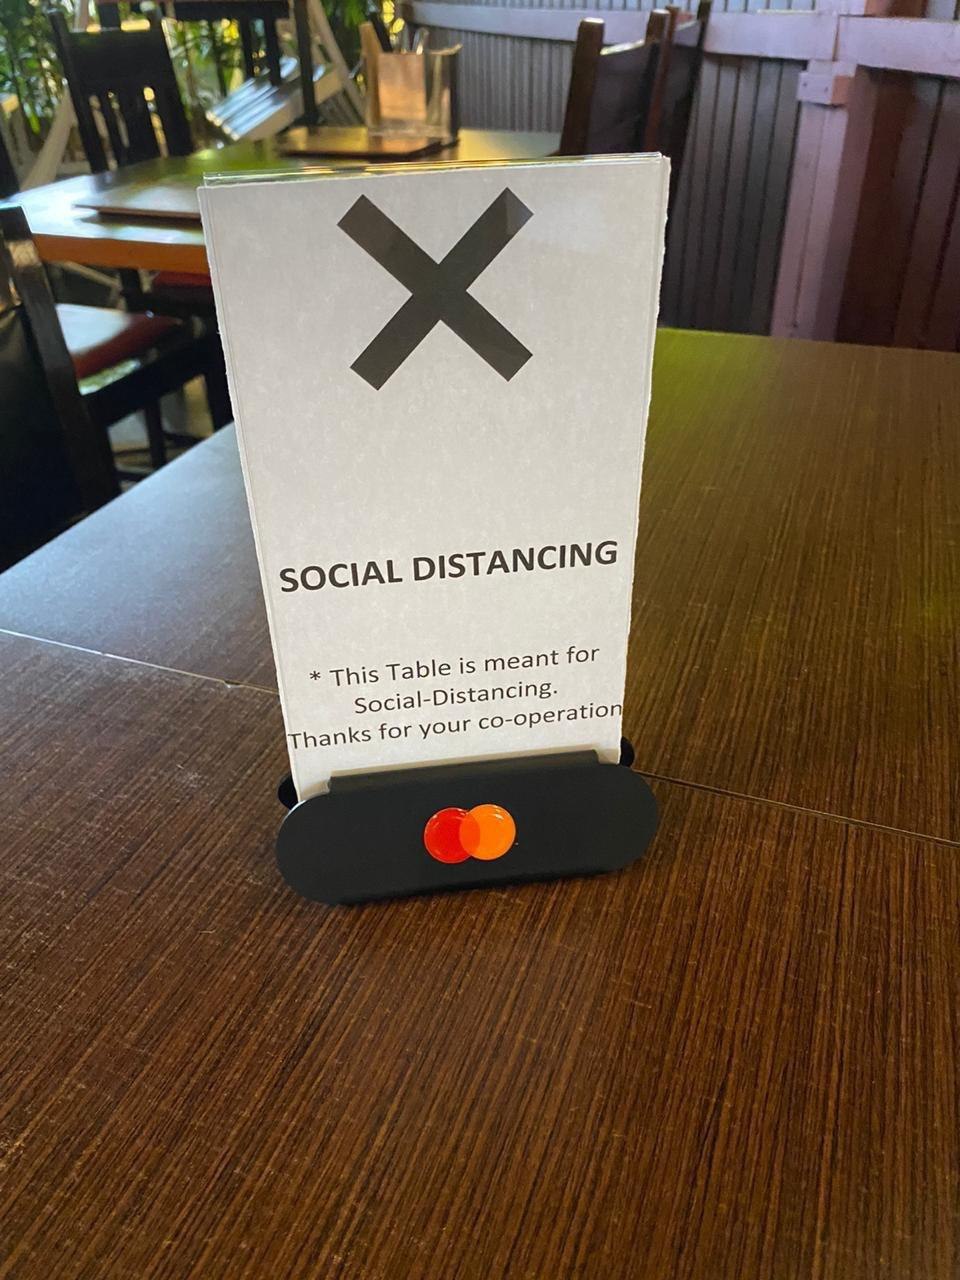 SOCIAL DISTANCING
* This Table is meant for
Social-Distancing.
Thanks for your co-operation